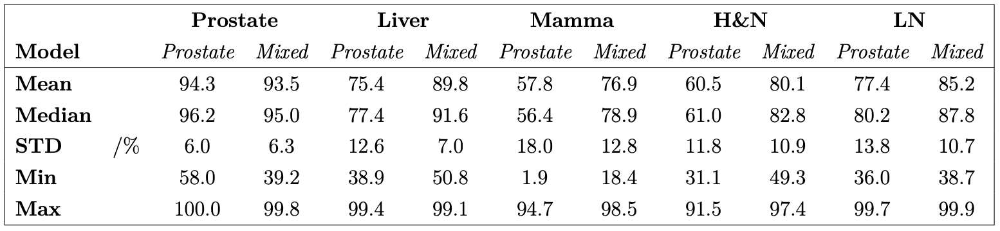 Prostate Liver Mamma H&N LN
Model Prostate Mixed Prostate Mixed Prostate Mixed Prostate Mixed Prostate Mixed
Mean 94.3 93.5 75.4 89.8 57.8 76.9 60.5 80.1 77.4 85.2
Median 96.2 95.0 77.4 91.6 56.4 78.9 61.0 82.8 80.2 87.8
STD /% 6.0 6.3 12.6 7.0 18.0 12.8 11.8 10.9 13.8 10.7
Min 58.0 39.2 38.9 50.8 1.9 18.4 31.1 49.3 36.0 38.7
Max 100.0 99.8 99.4 99.1 94.7 98.5 91.5 97.4 99.7 99.9